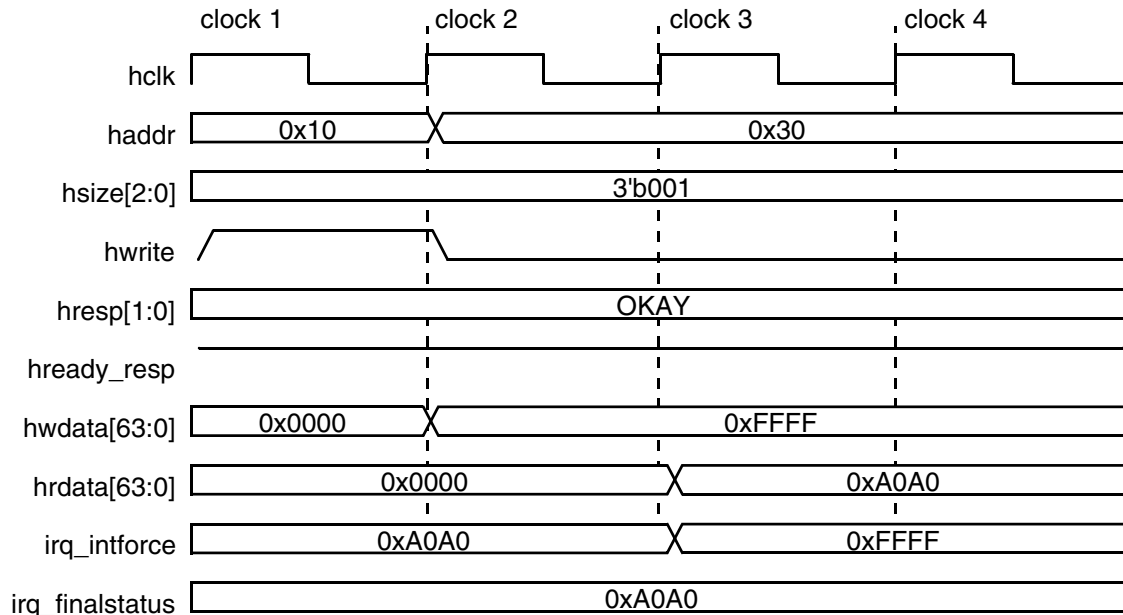 clock 1 clock 2 clock 3 clock 4
hclk
haddr 0x10 0x30
hsize[2:0] 3'b001
hwrite
hresp[1:0] OKAY
hready_resp
hwdata[63:0] 0x0000 0xFFFF
hrdata[63:0] 0x0000 0xA0A0
irq_intforce 0xA0A0 0xFFFF
irq_finalstatus 0xA0A0